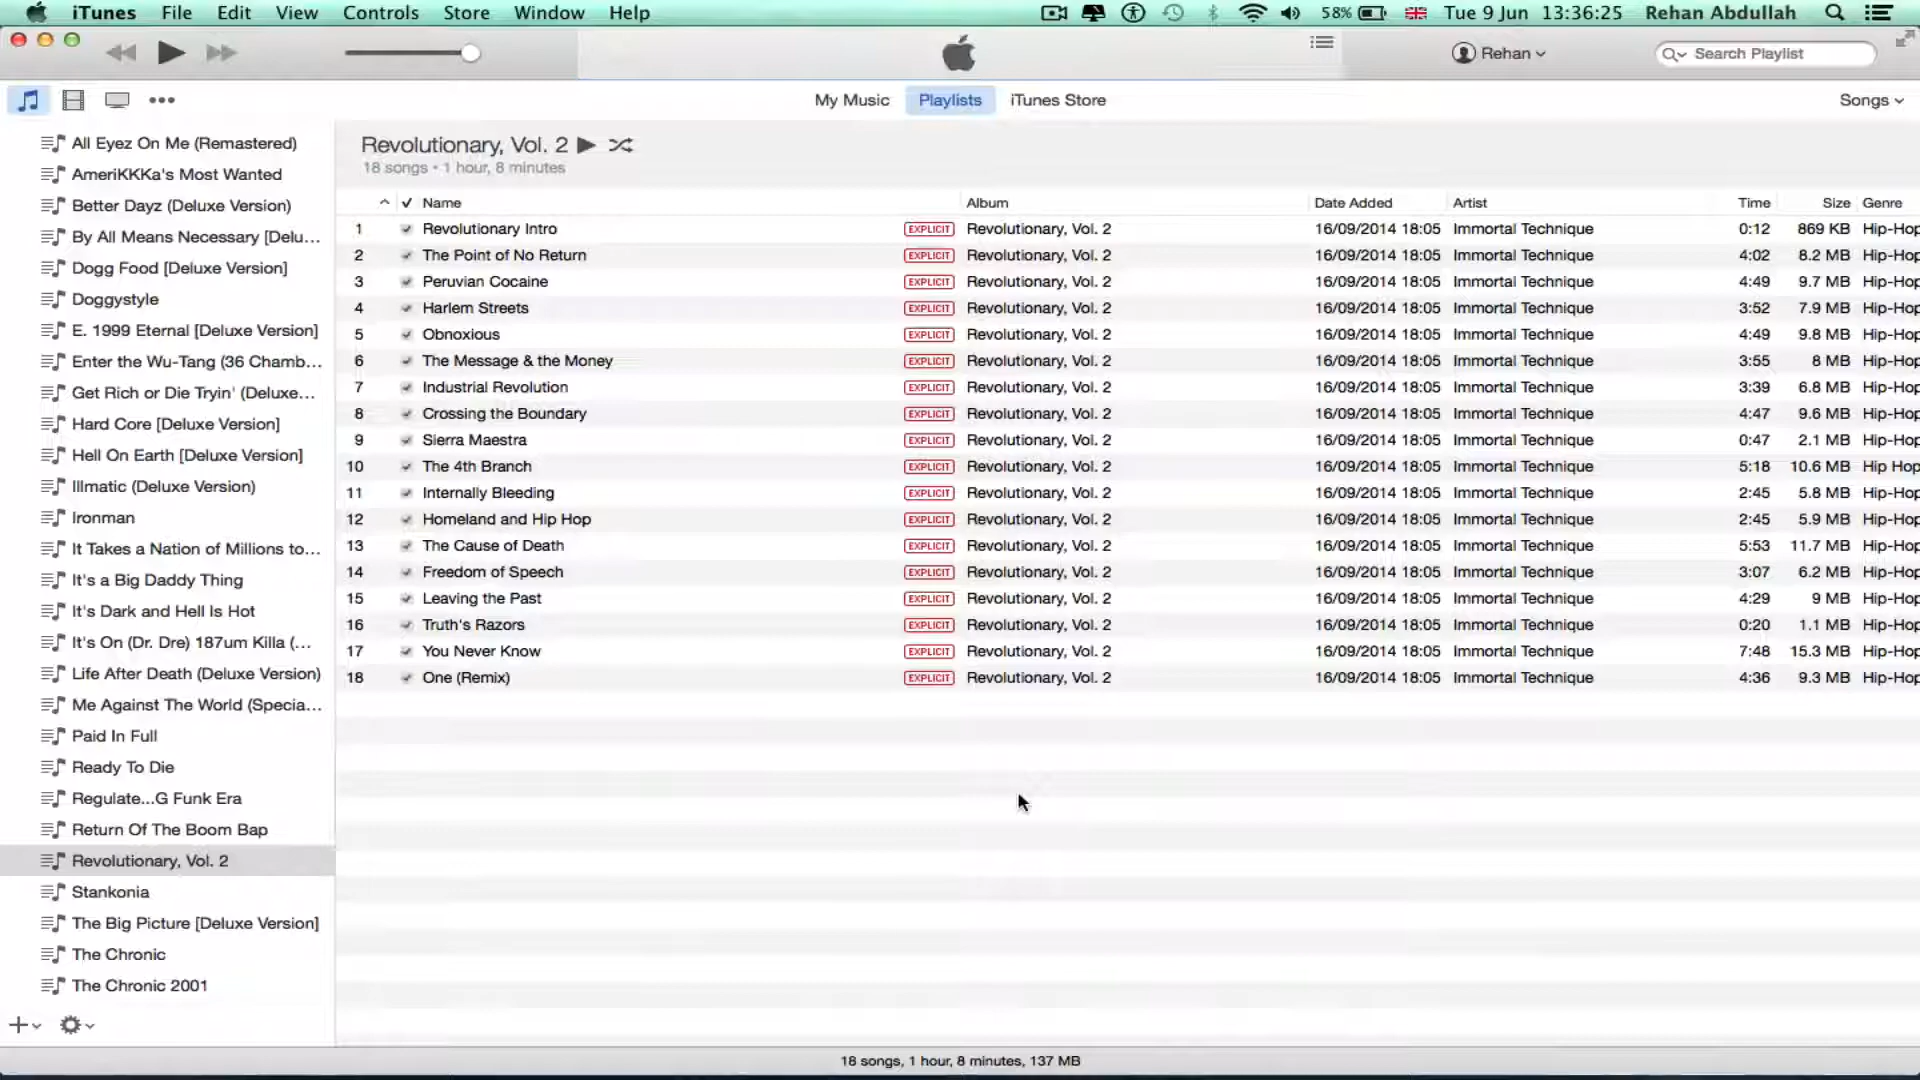 iTunes File Edit View Controls Store Window Help 58% Tue 9 Jun 13:36:25 Rehan Abdullah
Rehan Search Playlist
My Music Playlists iTunes Store Songs
All Eyez On Me (Remastered)
AmeriKKKa's Most Wanted
Better Dayz (Deluxe Version)
By All Means Necessary [Delu...
Dogg Food [Deluxe Version]
Doggystyle
E. 1999 Eternal [Deluxe Version]
Enter the Wu-Tang (36 Chamb...
Get Rich or Die Tryin' (Deluxe...
Hard Core [Deluxe Version]
Hell On Earth [Deluxe Version]
Illmatic (Deluxe Version)
Ironman
It Takes a Nation of Millions to...
It's a Big Daddy Thing
It's Dark and Hell Is Hot
It's On (Dr. Dre) 187um Killa (...
Life After Death (Deluxe Version)
Me Against The World (Specia...
Paid In Full
Ready To Die
Regulate...G Funk Era
Return Of The Boom Bap
Revolutionary, Vol. 2
Stankonia
The Big Picture [Deluxe Version]
The Chronic
The Chronic 2001
Revolutionary, Vol. 2
18 songs • 1 hour, 8 minutes
Name Album Date Added Artist Time Size Genre
1 Revolutionary Intro EXPLICIT Revolutionary, Vol. 2 16/09/2014 18:05 Immortal Technique 0:12 869 KB Hip-Hop
2 The Point of No Return EXPLICIT Revolutionary, Vol. 2 16/09/2014 18:05 Immortal Technique 4:02 8.2 MB Hip-Hop
3 Peruvian Cocaine EXPLICIT Revolutionary, Vol. 2 16/09/2014 18:05 Immortal Technique 4:49 9.7 MB Hip-Hop
4 Harlem Streets EXPLICIT Revolutionary, Vol. 2 16/09/2014 18:05 Immortal Technique 3:52 7.9 MB Hip-Hop
5 Obnoxious EXPLICIT Revolutionary, Vol. 2 16/09/2014 18:05 Immortal Technique 4:49 9.8 MB Hip-Hop
6 The Message & the Money EXPLICIT Revolutionary, Vol. 2 16/09/2014 18:05 Immortal Technique 3:55 8 MB Hip-Hop
7 Industrial Revolution EXPLICIT Revolutionary, Vol. 2 16/09/2014 18:05 Immortal Technique 3:39 6.8 MB Hip-Hop
8 Crossing the Boundary EXPLICIT Revolutionary, Vol. 2 16/09/2014 18:05 Immortal Technique 4:47 9.6 MB Hip-Hop
9 Sierra Maestra EXPLICIT Revolutionary, Vol. 2 16/09/2014 18:05 Immortal Technique 0:47 2.1 MB Hip-Hop
10 The 4th Branch EXPLICIT Revolutionary, Vol. 2 16/09/2014 18:05 Immortal Technique 5:18 10.6 MB Hip Hop
11 Internally Bleeding EXPLICIT Revolutionary, Vol. 2 16/09/2014 18:05 Immortal Technique 2:45 5.8 MB Hip-Hop
12 Homeland and Hip Hop EXPLICIT Revolutionary, Vol. 2 16/09/2014 18:05 Immortal Technique 2:45 5.9 MB Hip-Hop
13 The Cause of Death EXPLICIT Revolutionary, Vol. 2 16/09/2014 18:05 Immortal Technique 5:53 11.7 MB Hip-Hop
14 Freedom of Speech EXPLICIT Revolutionary, Vol. 2 16/09/2014 18:05 Immortal Technique 3:07 6.2 MB Hip-Hop
15 Leaving the Past EXPLICIT Revolutionary, Vol. 2 16/09/2014 18:05 Immortal Technique 4:29 9 MB Hip-Hop
16 Truth's Razors EXPLICIT Revolutionary, Vol. 2 16/09/2014 18:05 Immortal Technique 0:20 1.1 MB Hip-Hop
17 You Never Know EXPLICIT Revolutionary, Vol. 2 16/09/2014 18:05 Immortal Technique 7:48 15.3 MB Hip-Hop
18 One (Remix) EXPLICIT Revolutionary, Vol. 2 16/09/2014 18:05 Immortal Technique 4:36 9.3 MB Hip-Hop
18 songs, 1 hour, 8 minutes, 137 MB